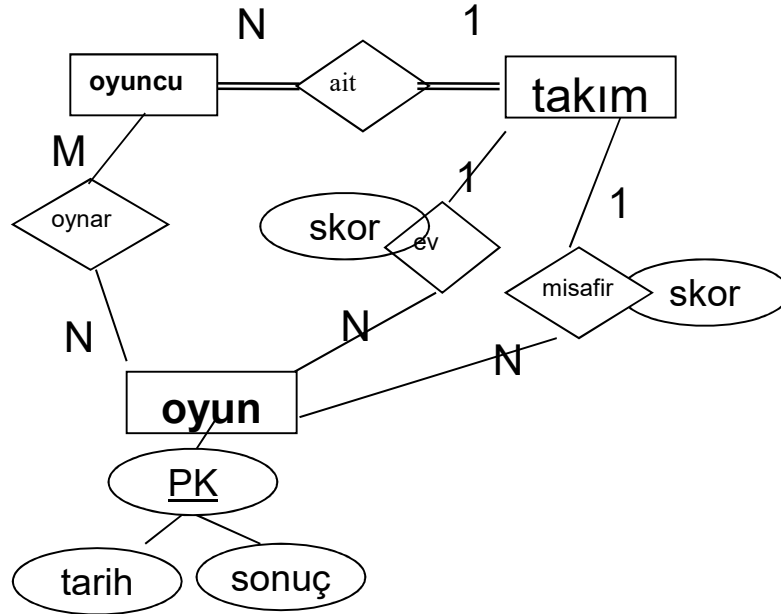 N 1
oyuncu ait takım
M
oynar skor ev 1 1
misafir skor
N N N
oyun
PK
tarih sonuç